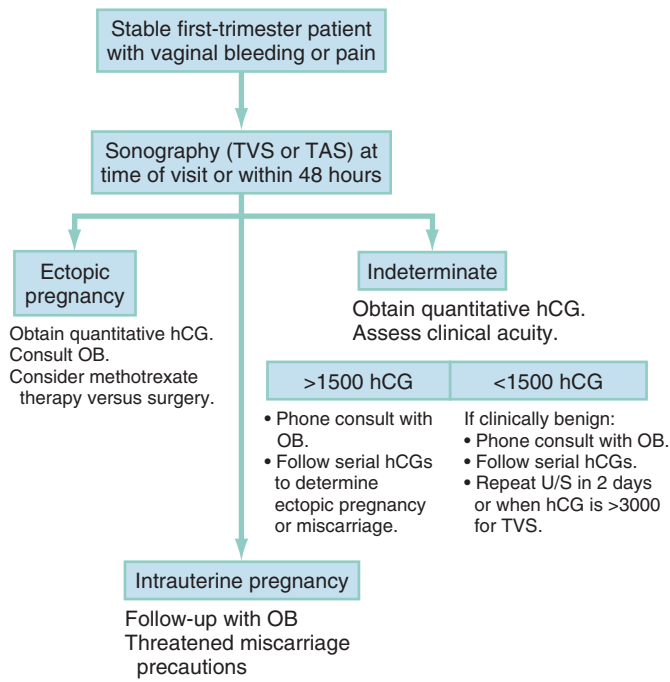 Stable first-trimester patient
with vaginal bleeding or pain
Sonography (TVS or TAS) at
time of visit or within 48 hours
Ectopic
pregnancy
Obtain quantitative hCG.
Consult OB.
Consider methotrexate
therapy versus surgery.
Indeterminate
Obtain quantitative hCG.
Assess clinical acuity.
>1500 hCG
• Phone consult with
OB.
• Follow serial hCGs
to determine
ectopic pregnancy
or miscarriage.
<1500 hCG
If clinically benign:
• Phone consult with OB.
• Follow serial hCGs.
• Repeat U/S in 2 days
or when hCG is >3000
for TVS.
Intrauterine pregnancy
Follow-up with OB
Threatened miscarriage
precautions